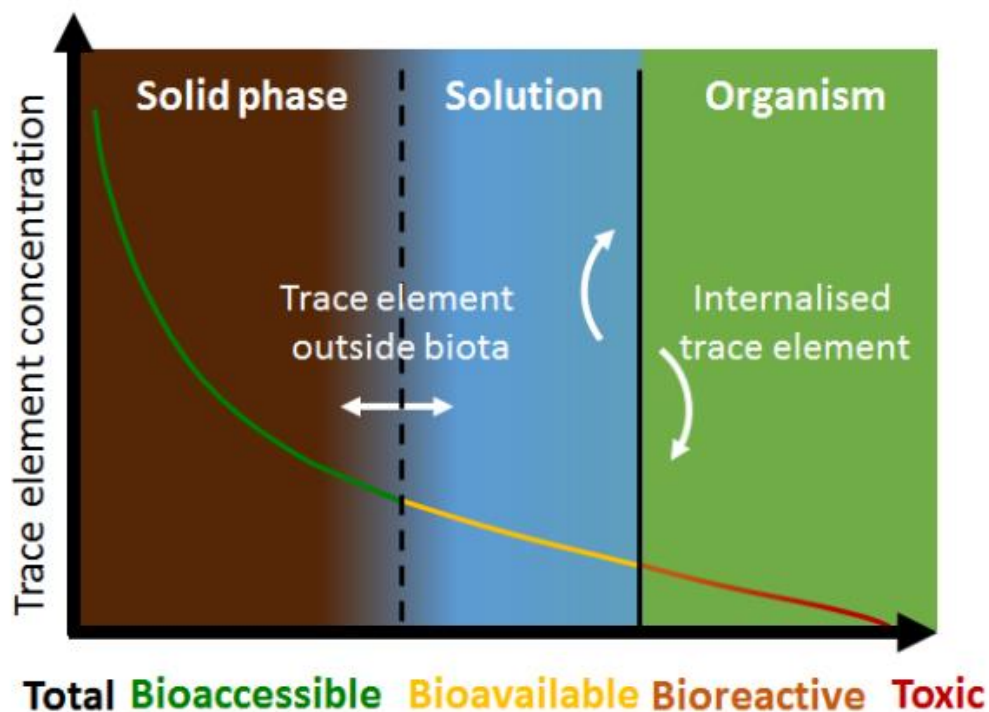 Trace element concentration
Solid phase
Solution
Organism
Trace element
outside biota
Internalised
trace element
Total Bioaccessible Bioavailable Bioreactive Toxic